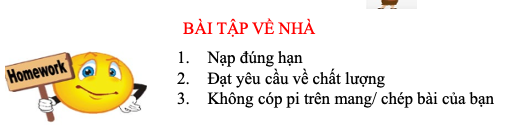 BÀI TẬP VỀ NHÀ
Homework
1. Nạp đúng hạn
2. Đạt yêu cầu về chất lượng
3. Không cóp pi trên mang/ chép bài của bạn